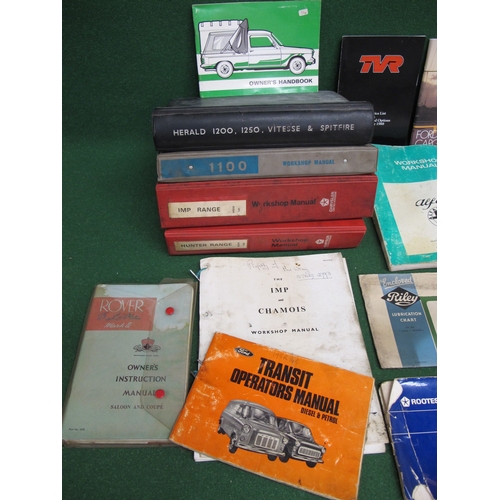 OWNER'S HANDBOOK
TVR
HERALD 1200, 1250, VITESSE & SPITFIRE
1100 WORKSHOP MANUAL
IMP RANGE Workshop Manual
HUNTER RANGE Workshop Manual
FORD
WORKSHOP
MANUAL
THE
IMP
and
CHAMOIS
WORKSHOP MANUAL
ROVER
OWNER'S
INSTRUCTION
MANUAL
SALOON AND COUPÉ
Ford
TRANSIT
OPERATORS MANUAL
DIESEL & PETROL
Riley
LUBRICATION
CHART
ROOTES